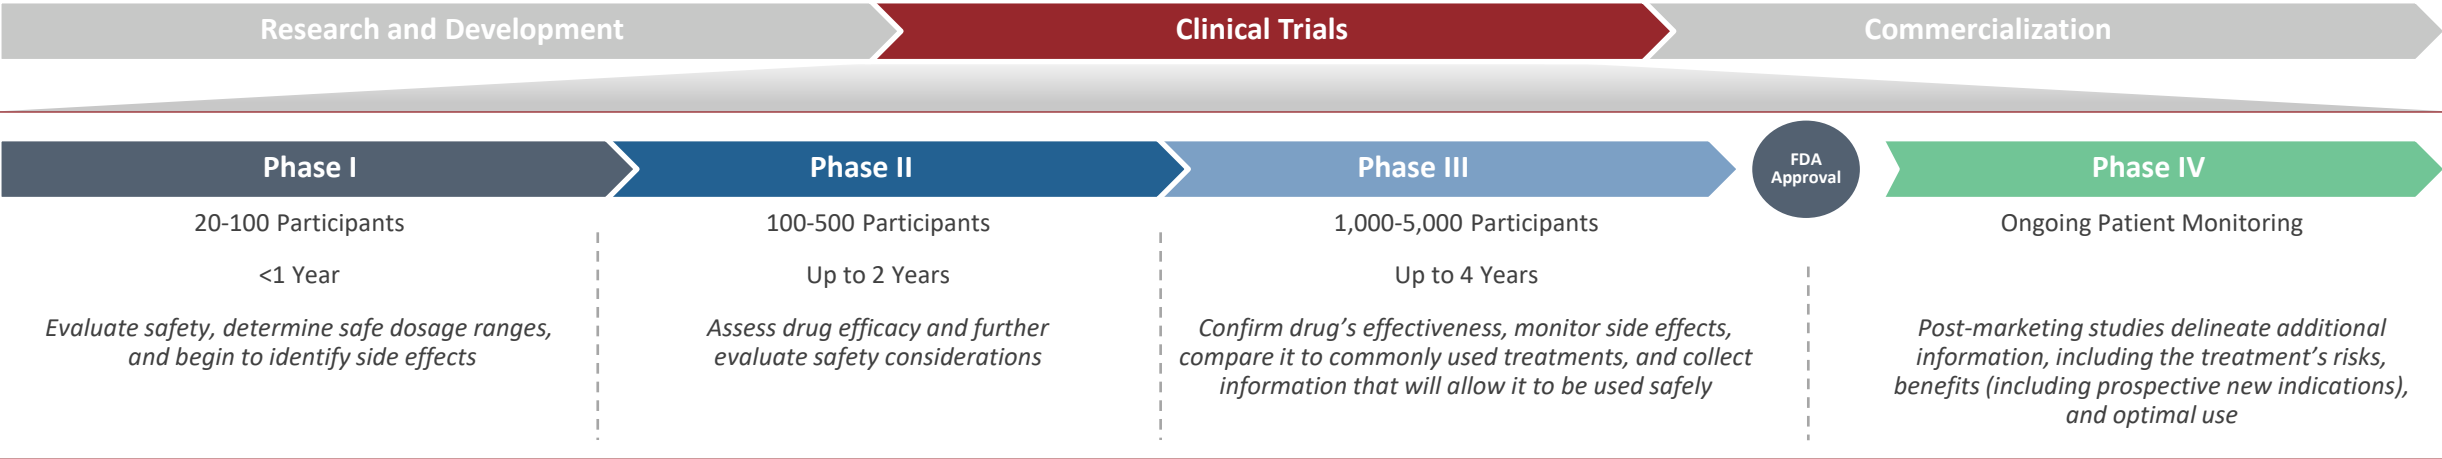 Research and Development
Clinical Trials
Commercialization
Phase I
Phase II
Phase III
FDA
Approval
Phase IV
20-100 Participants
100-500 Participants
1,000-5,000 Participants
Ongoing Patient Monitoring
<1 Year
Up to 2 Years
Up to 4 Years
Evaluate safety, determine safe dosage ranges,
and begin to identify side effects
Assess drug efficacy and further
evaluate safety considerations
Confirm drug's effectiveness, monitor side effects,
compare it to commonly used treatments, and collect
information that will allow it to be used safely
Post-marketing studies delineate additional
information, including the treatment's risks,
benefits (including prospective new indications),
and optimal use